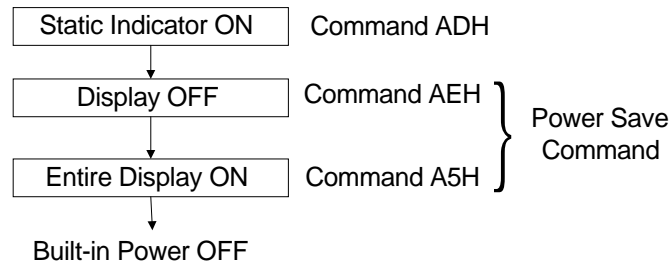 Static Indicator ON Command ADH
Display OFF Command AEH
Power Save
Command
Entire Display ON Command A5H
Built-in Power OFF